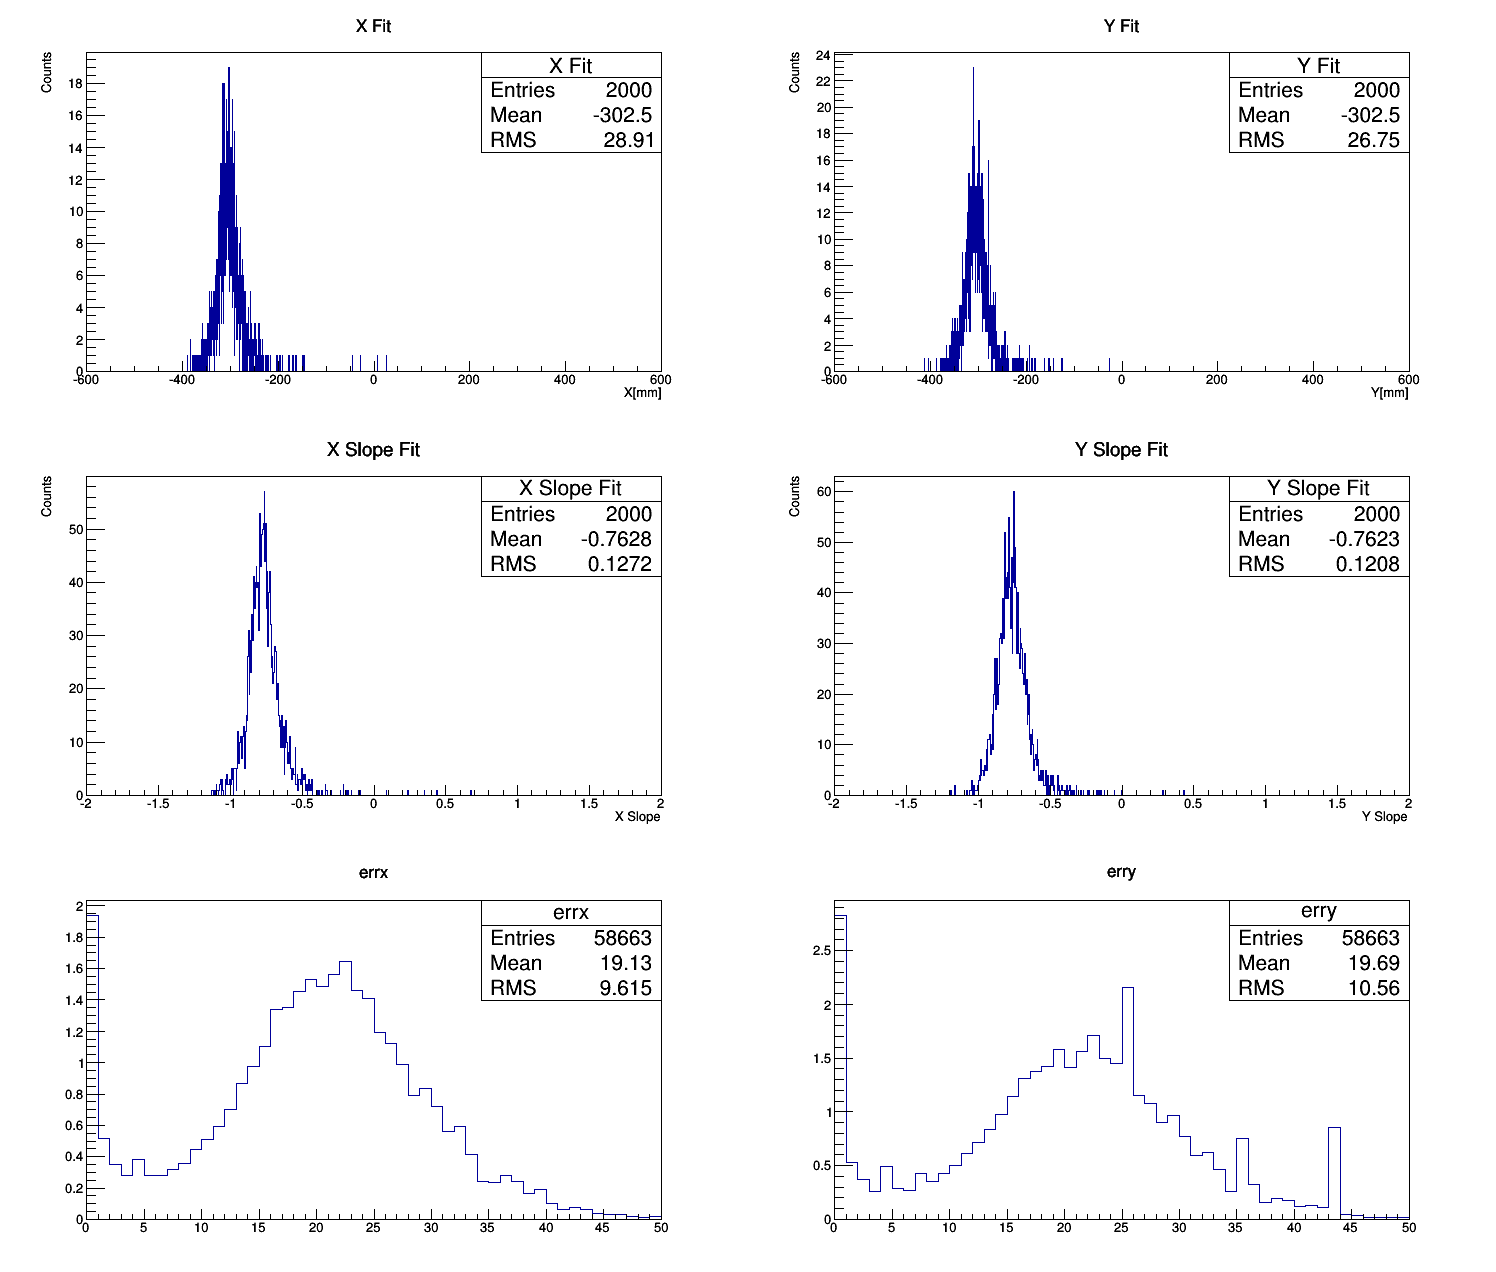 X Fit
Counts
X Fit
Entries 2000
Mean -302.5
RMS 28.91
18
16
14
12
10
8
6
4
2
0
-600 -400 -200 0 200 400 600
X[mm]
Y Fit
Counts
Y Fit
Entries 2000
Mean -302.5
RMS 26.75
24
22
20
18
16
14
12
10
8
6
4
2
0
-600 -400 -200 0 200 400 600
Y[mm]
X Slope Fit
Counts
X Slope Fit
Entries 2000
Mean -0.7628
RMS 0.1272
50
40
30
20
10
0
-2 -1.5 -1 -0.5 0 0.5 1 1.5 2
X Slope
Y Slope Fit
Counts
Y Slope Fit
Entries 2000
Mean -0.7623
RMS 0.1208
60
50
40
30
20
10
0
-2 -1.5 -1 -0.5 0 0.5 1 1.5 2
Y Slope
errx
errx
Entries 58663
Mean 19.13
RMS 9.615
2
1.8
1.6
1.4
1.2
1
0.8
0.6
0.4
0.2
0
0 5 10 15 20 25 30 35 40 45 50
erry
erry
Entries 58663
Mean 19.69
RMS 10.56
2.5
2
1.5
1
0.5
0
0 5 10 15 20 25 30 35 40 45 50